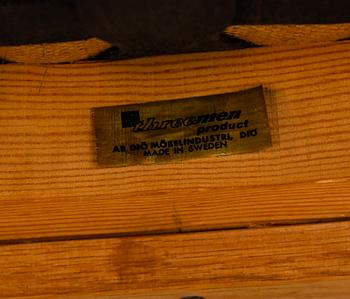 threemen
product
AB DIÖ MÖBELINDUSTRI, DIÖ
MADE IN SWEDEN